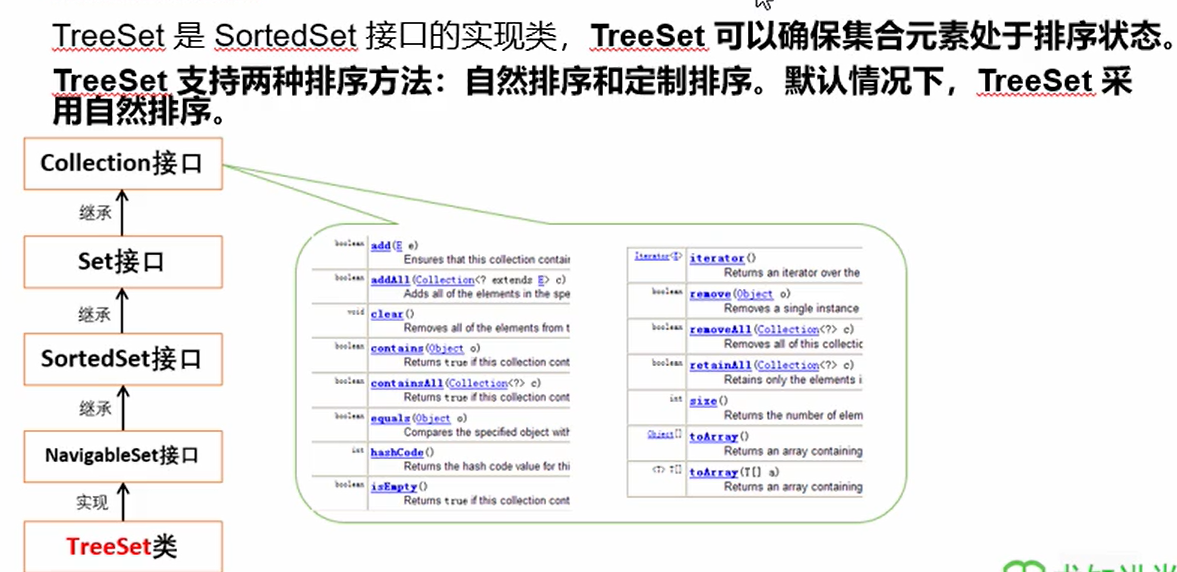 TreeSet 是 SortedSet 接口的实现类，TreeSet 可以确保集合元素处于排序状态。
TreeSet 支持两种排序方法：自然排序和定制排序。默认情况下，TreeSet 采
用自然排序。
Collection接口
继承
Set接口
继承
SortedSet接口
继承
NavigableSet接口
实现
TreeSet类
boolean add(E e)
Ensures that this collection contain
boolean addAll(Collection<? extends E> c)
Adds all of the elements in the spe
void clear()
Removes all of the elements from t
boolean contains(Object o)
Returns true if this collection cont
boolean containsAll(Collection<?> c)
Returns true if this collection cont
boolean equals(Object o)
Compares the specified object with
int hashCode()
Returns the hash code value for thi
boolean isEmpty()
Returns true if this collection cont
Iterator<E> iterator()
Returns an iterator over the
boolean remove(Object o)
Removes a single instance
boolean removeAll(Collection<?> c)
Removes all of this collectic
boolean retainAll(Collection<?> c)
Retains only the elements i
int size()
Returns the number of elem
Object[] toArray()
Returns an array containing
<T> T[] toArray(T[] a)
Returns an array containing